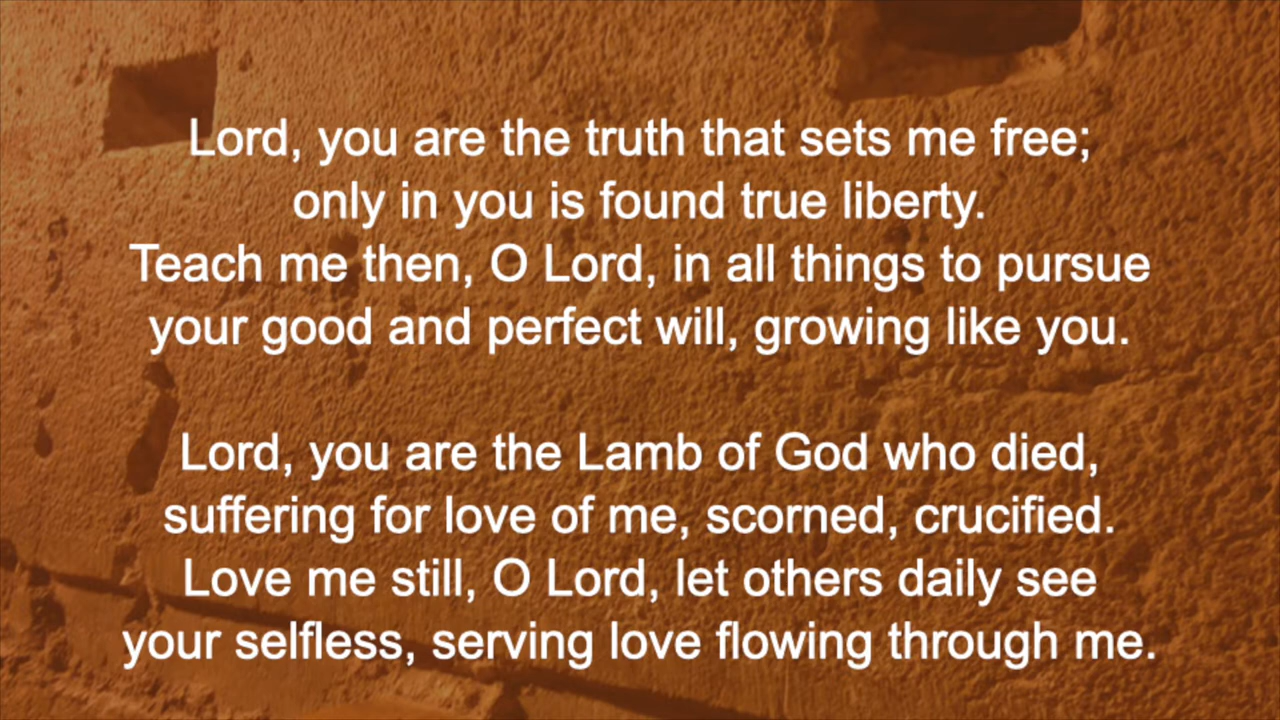 Lord, you are the truth that sets me free;
only in you is found true liberty.
Teach me then, O Lord, in all things to pursue
your good and perfect will, growing like you.
Lord, you are the Lamb of God who died,
suffering for love of me, scorned, crucified.
Love me still, O Lord, let others daily see
your selfless, serving love flowing through me.